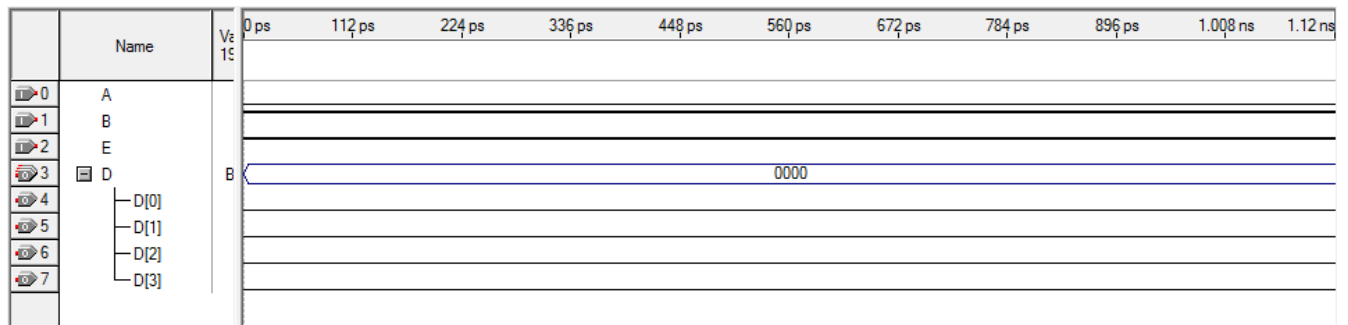 Name
Va
19
0 ps
112 ps
224 ps
336 ps
448 ps
560 ps
672 ps
784 ps
896 ps
1.008 ns
1.12 ns
0 A
1 B
2 E
3 D B 0000
4 D[0]
5 D[1]
6 D[2]
7 D[3]